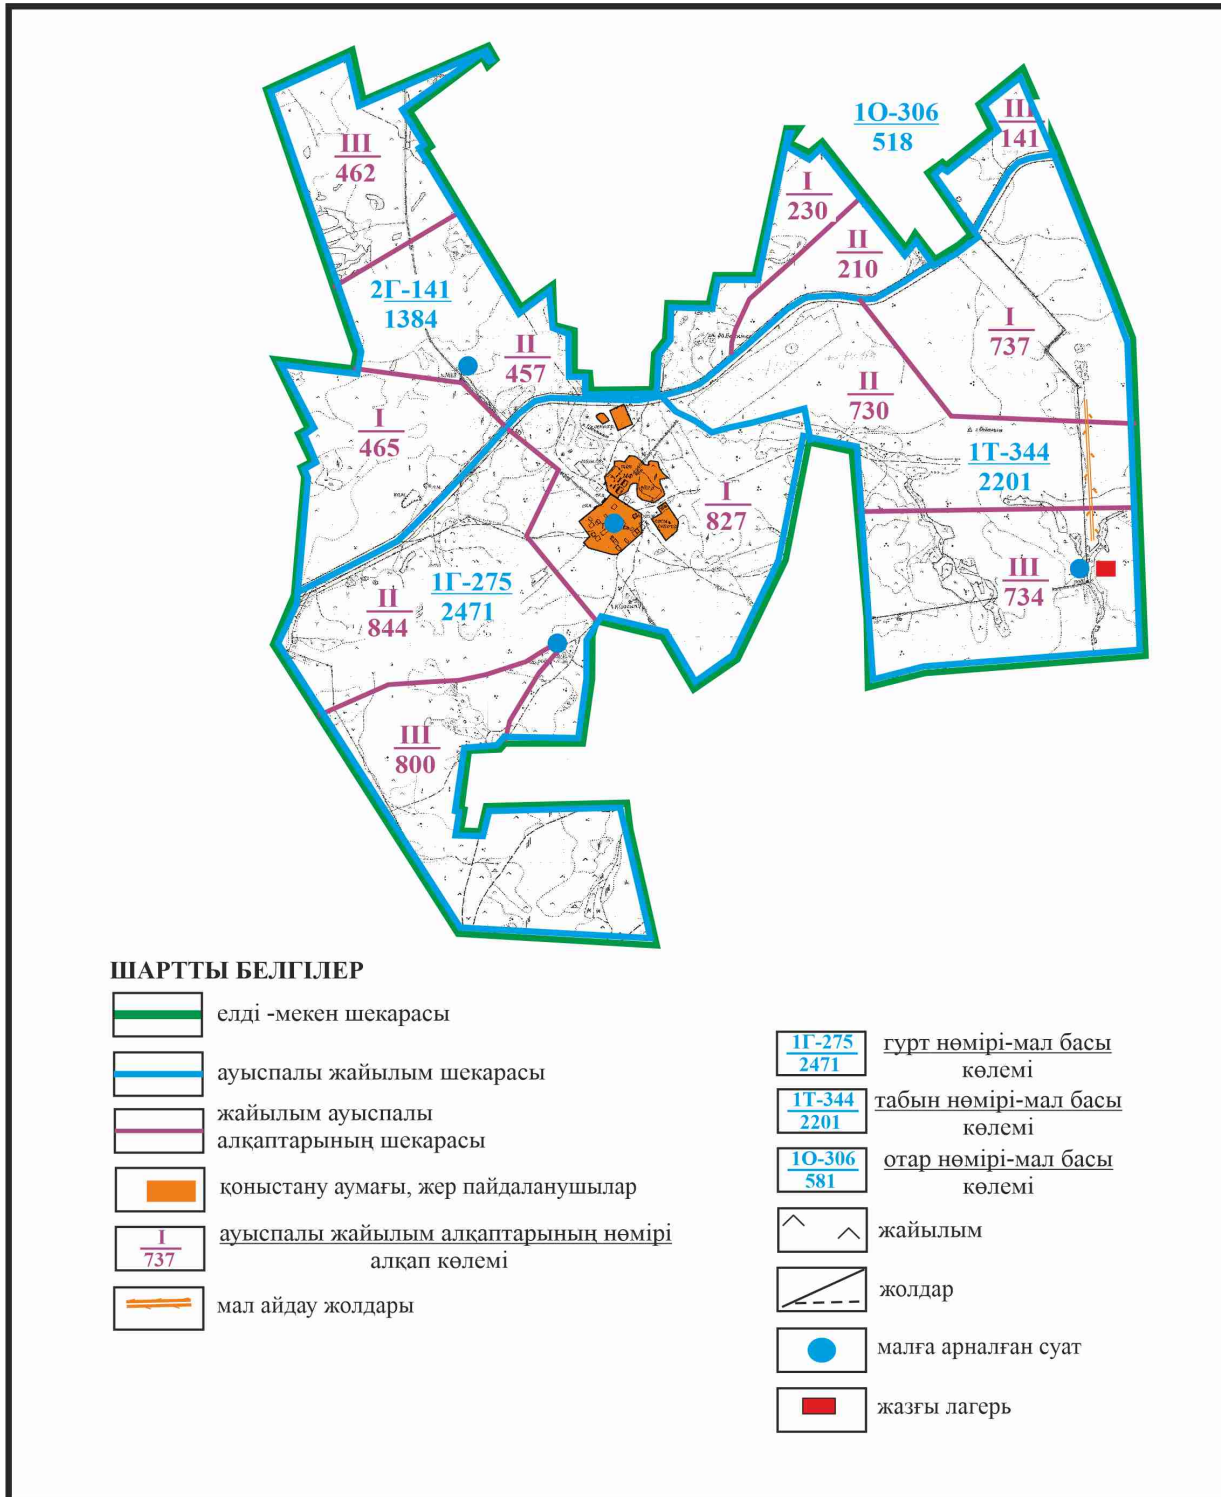 1О-306
518
III
141
III
462
I
230
II
210
2Г-141
1384
II
457
I
737
I
465
II
730
1Т-344
2201
I
827
1Г-275
2471
II
844
III
734
III
800
ШАРТТЫ БЕЛГІЛЕР
елді -мекен шекарасы
ауыспалы жайылым шекарасы
жайылым ауыспалы
алқаптарының шекарасы
қоныстану аумағы, жер пайдаланушылар
I
737
ауыспалы жайылым алқаптарының нөмірі
алқап көлемі
мал айдау жолдары
1Г-275
2471
гурт нөмірі-мал басы
көлемі
1Т-344
2201
табын нөмірі-мал басы
көлемі
1О-306
581
отар нөмірі-мал басы
көлемі
жайылым
жолдар
малға арналған суат
жазғы лагерь